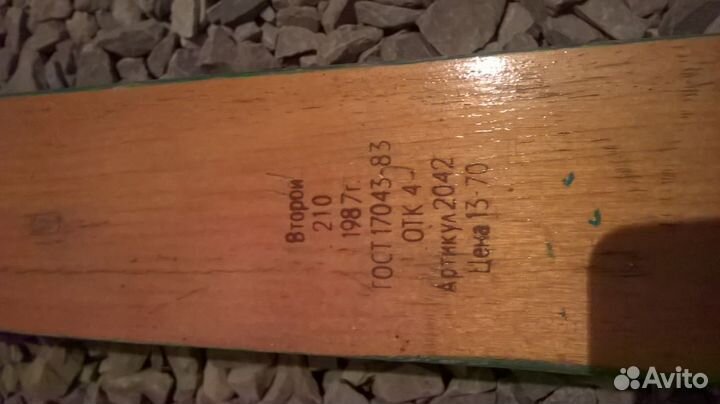 Второй
210
1987г.
ГОСТ 17043-83
ОТК 4
Артикул 2042
Цена 13-70
Avito